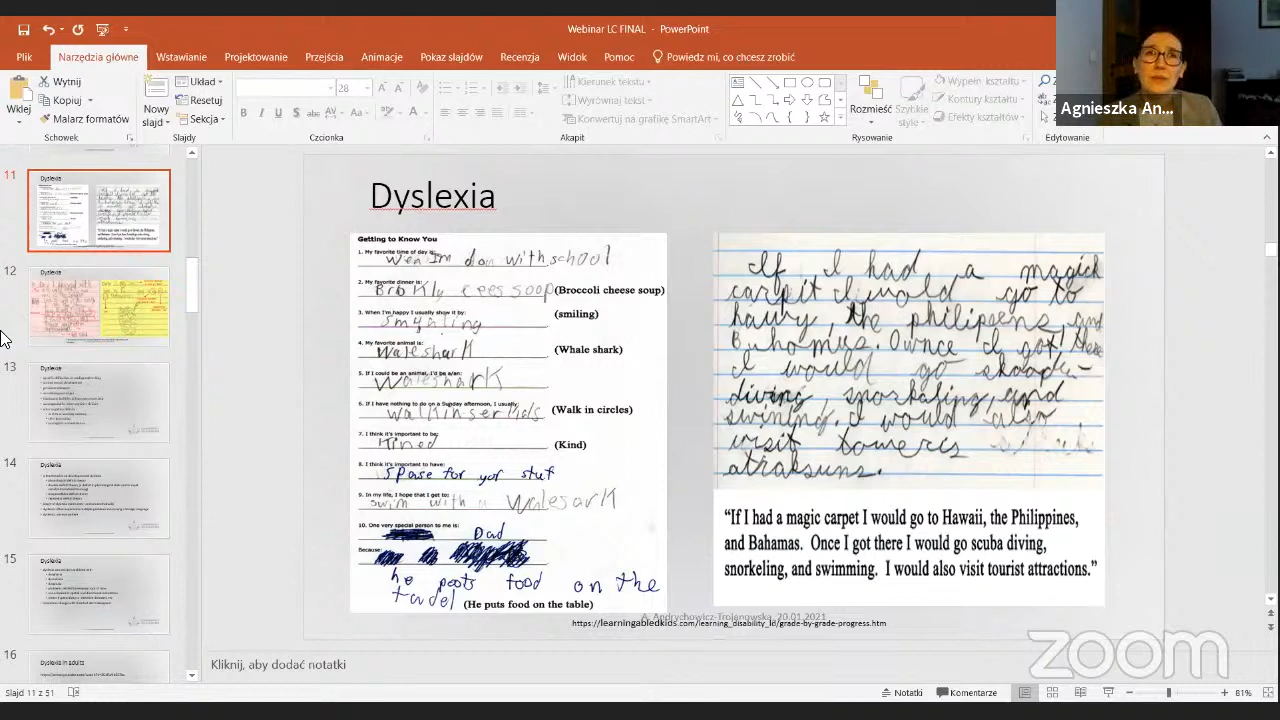 Webinar LC FINAL - PowerPoint
Plik Narzędzia główne Wstawianie Projektowanie Przejścia Animacje Pokaz slajdów Recenzja Widok Pomoc Powiedz mi, co chcesz zrobić
Wklej
Wytnij
Kopiuj
Malarz formatów
Schowek
Nowy slajd
Układ
Resetuj
Sekcja
Slajdy
28
Czcionka
Kierunek tekstu
Wyrównaj tekst
Konwertuj na grafikę SmartArt
Akapit
Rozmieść
Szybkie style
Wypełn kształtu
Kontury kształtu
Efekty kształtów
Rysowanie
Edytowanie
Agnieszka An...
11
Dyslexia
12
Dyslexia
13
Dyslexia
14
Dyslexia
15
Dyslexia
16
Dyslexia in adults
Dyslexia
Getting to Know You
1. My favorite time of day is:
wen Im don with school
2. My favorite dinner is:
Brokly cees soop (Broccoli cheese soup)
3. When I'm happy I usually show it by:
(smiling)
smyaling
4. My favorite animal is:
waleshark (Whale shark)
5. If I could be an animal, I'd be a/an:
Waleshark
6. If I have nothing to do on a Sunday afternoon, I usually:
walkinserkids (Walk in circles)
7. I think it's important to be:
Kined (Kind)
8. I think it's important to have:
spase for yor stuf
9. In my life, I hope that I get to:
swim with a
10. One very special person to me is:
Dad
Because:
he poots food on the
tadel (He puts food on the table)
If I had a magick
carpit I wold go to
hawy, the philipeens, and
Bahomus. Ownce I got there
I would go skooba-
diving, snorkaling, and
swining. I would also
visit toweris
atraksuns.
"If I had a magic carpet I would go to Hawaii, the Philippines,
and Bahamas. Once I got there I would go scuba diving,
snorkeling, and swimming. I would also visit tourist attractions."
A. Andrychowicz-Trojanowska, 20.01.2021
https://learningabledkids.com/learning_disability_ld/grade-by-grade-progress.htm
zoom
Kliknij, aby dodać notatki
Slajd 11 z 51
Notatki Komentarze 81%